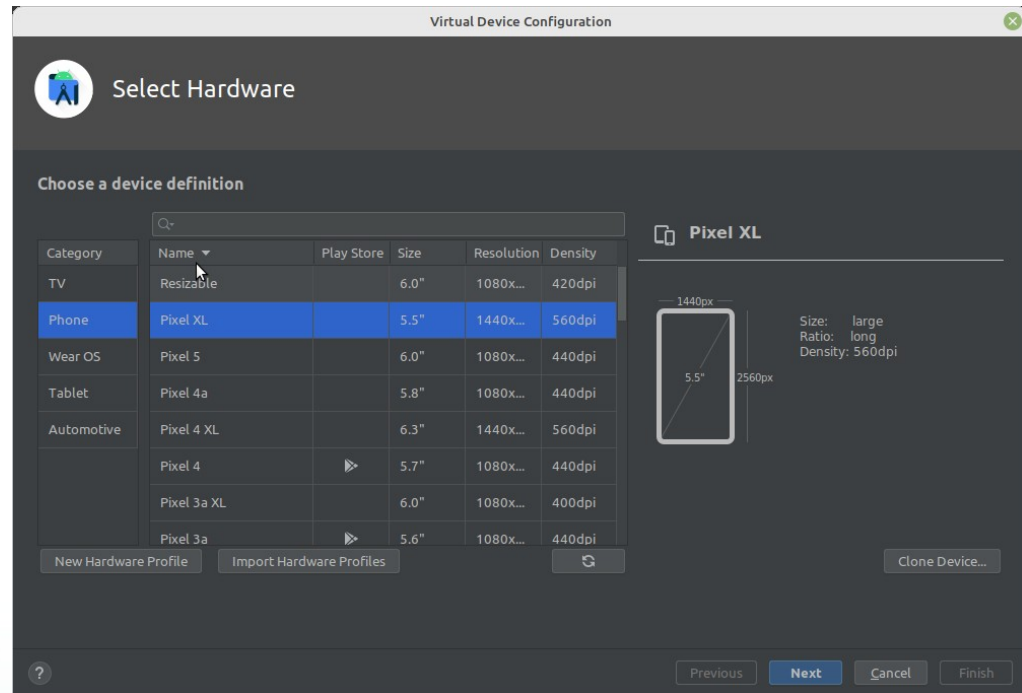 Virtual Device Configuration
Select Hardware
Choose a device definition
Category
TV
Phone
Wear OS
Tablet
Automotive
Name Play Store Size Resolution Density
Resizable 6.0" 1080x... 420dpi
Pixel XL 5.5" 1440x... 560dpi
Pixel 5 6.0" 1080x... 440dpi
Pixel 4a 5.8" 1080x... 440dpi
Pixel 4 XL 6.3" 1440x... 560dpi
Pixel 4 5.7" 1080x... 440dpi
Pixel 3a XL 6.0" 1080x... 400dpi
Pixel 3a 5.6" 1080x... 440dpi
New Hardware Profile Import Hardware Profiles
Pixel XL
1440px
5.5"
2560px
Size: large
Ratio: long
Density: 560dpi
Clone Device...
?
Previous Next Cancel Finish